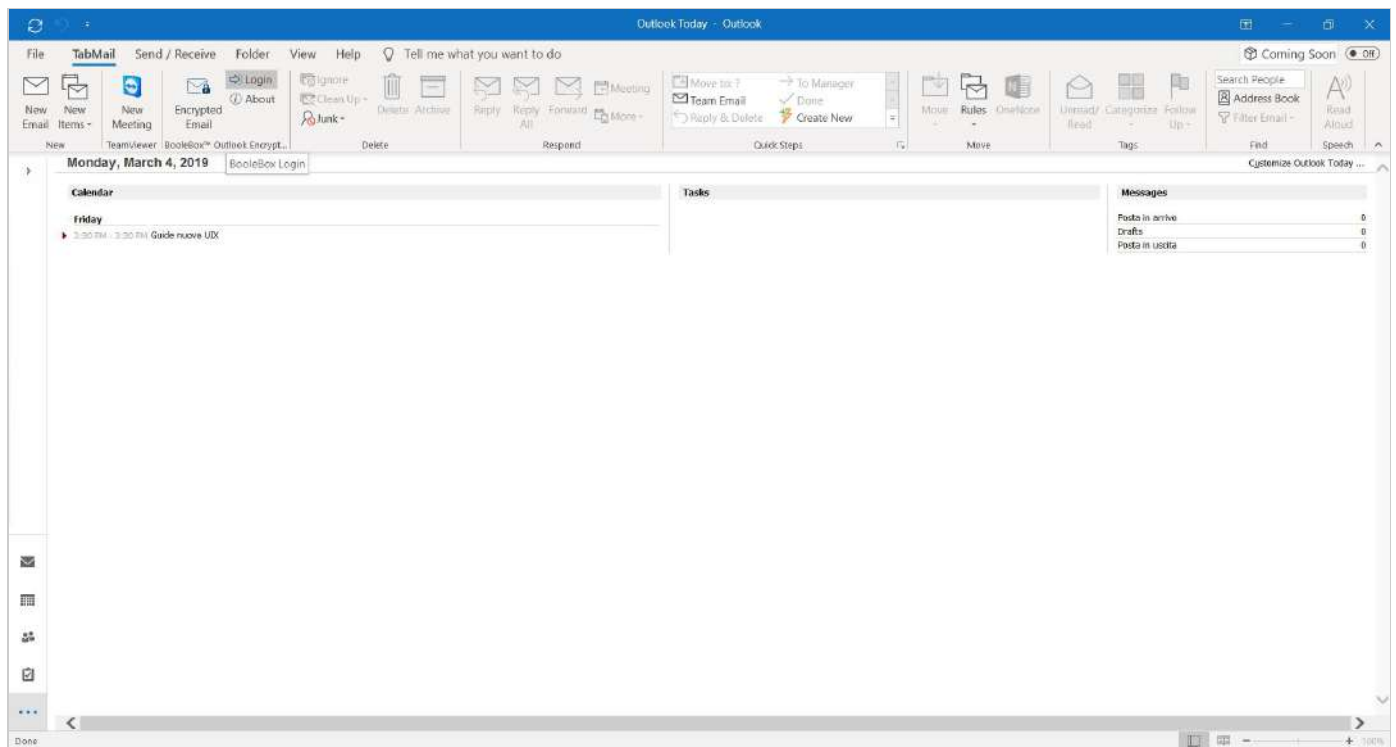 Outlook Today - Outlook
File TabMail Send / Receive Folder View Help Tell me what you want to do Coming Soon Off
New Email
New Items
New Meeting
Encrypted Email
Login
About
Ignore
Clean Up
Junk
Delete Archive
Reply
Reply All
Forward
Meeting
More
Move to: ?
Team Email
Reply & Delete
To Manager
Done
Create New
Move Rules OneNote
Unread/ Read
Categorize
Follow Up
Search People
Address Book
Filter Email
Read Aloud
New TeamViewer BooleBox™ Outlook Encrypt... Delete Respond Quick Steps Move Tags Find Speech
Monday, March 4, 2019 BooleBox Login Customize Outlook Today ...
Calendar Tasks Messages
Friday
Guide nuove UIX
Posta in arrivo 0
Drafts 0
Posta in uscita 0
Done 100%